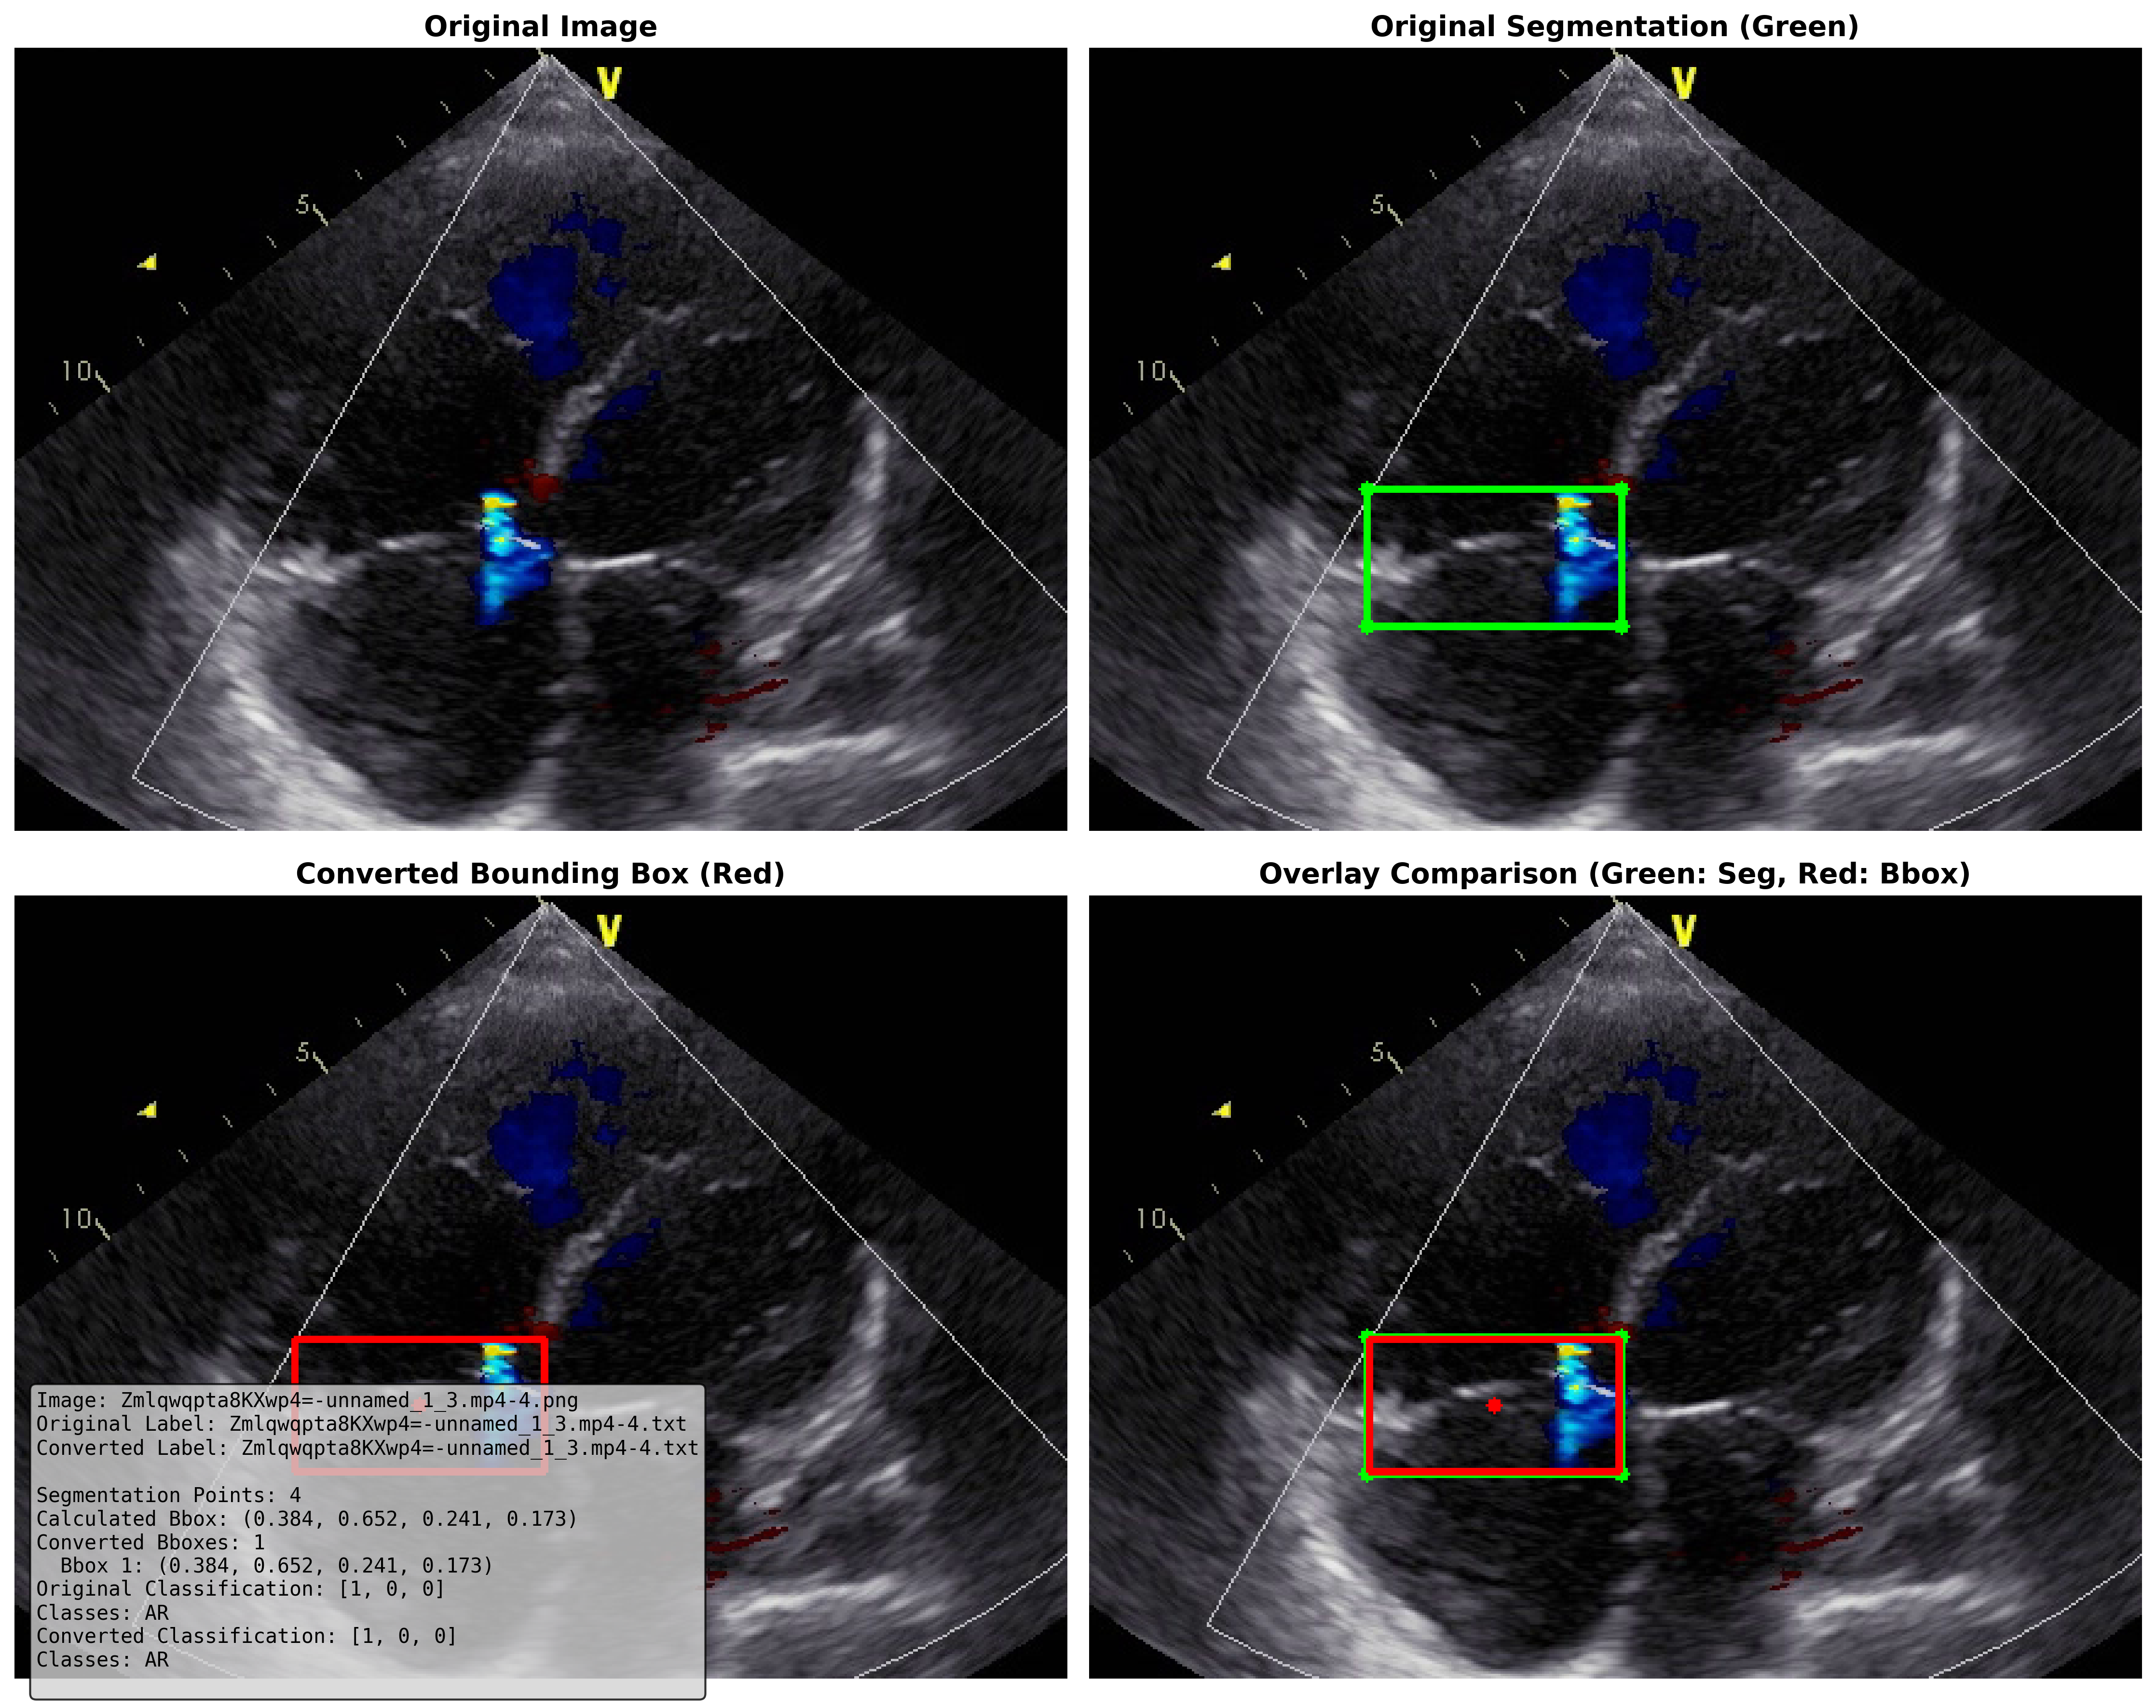 Original Image
Original Segmentation (Green)
V
5
10
V
5
10
Converted Bounding Box (Red)
Overlay Comparison (Green: Seg, Red: Bbox)
V
5
10
V
5
10
Image: Zmlqwqpta8KXwp4=-unnamed_1_3.mp4-4.png
Original Label: Zmlqwqpta8KXwp4=-unnamed_1_3.mp4-4.txt
Converted Label: Zmlqwqpta8KXwp4=-unnamed_1_3.mp4-4.txt
Segmentation Points: 4
Calculated Bbox: (0.384, 0.652, 0.241, 0.173)
Converted Bboxes: 1
Bbox 1: (0.384, 0.652, 0.241, 0.173)
Original Classification: [1, 0, 0]
Classes: AR
Converted Classification: [1, 0, 0]
Classes: AR